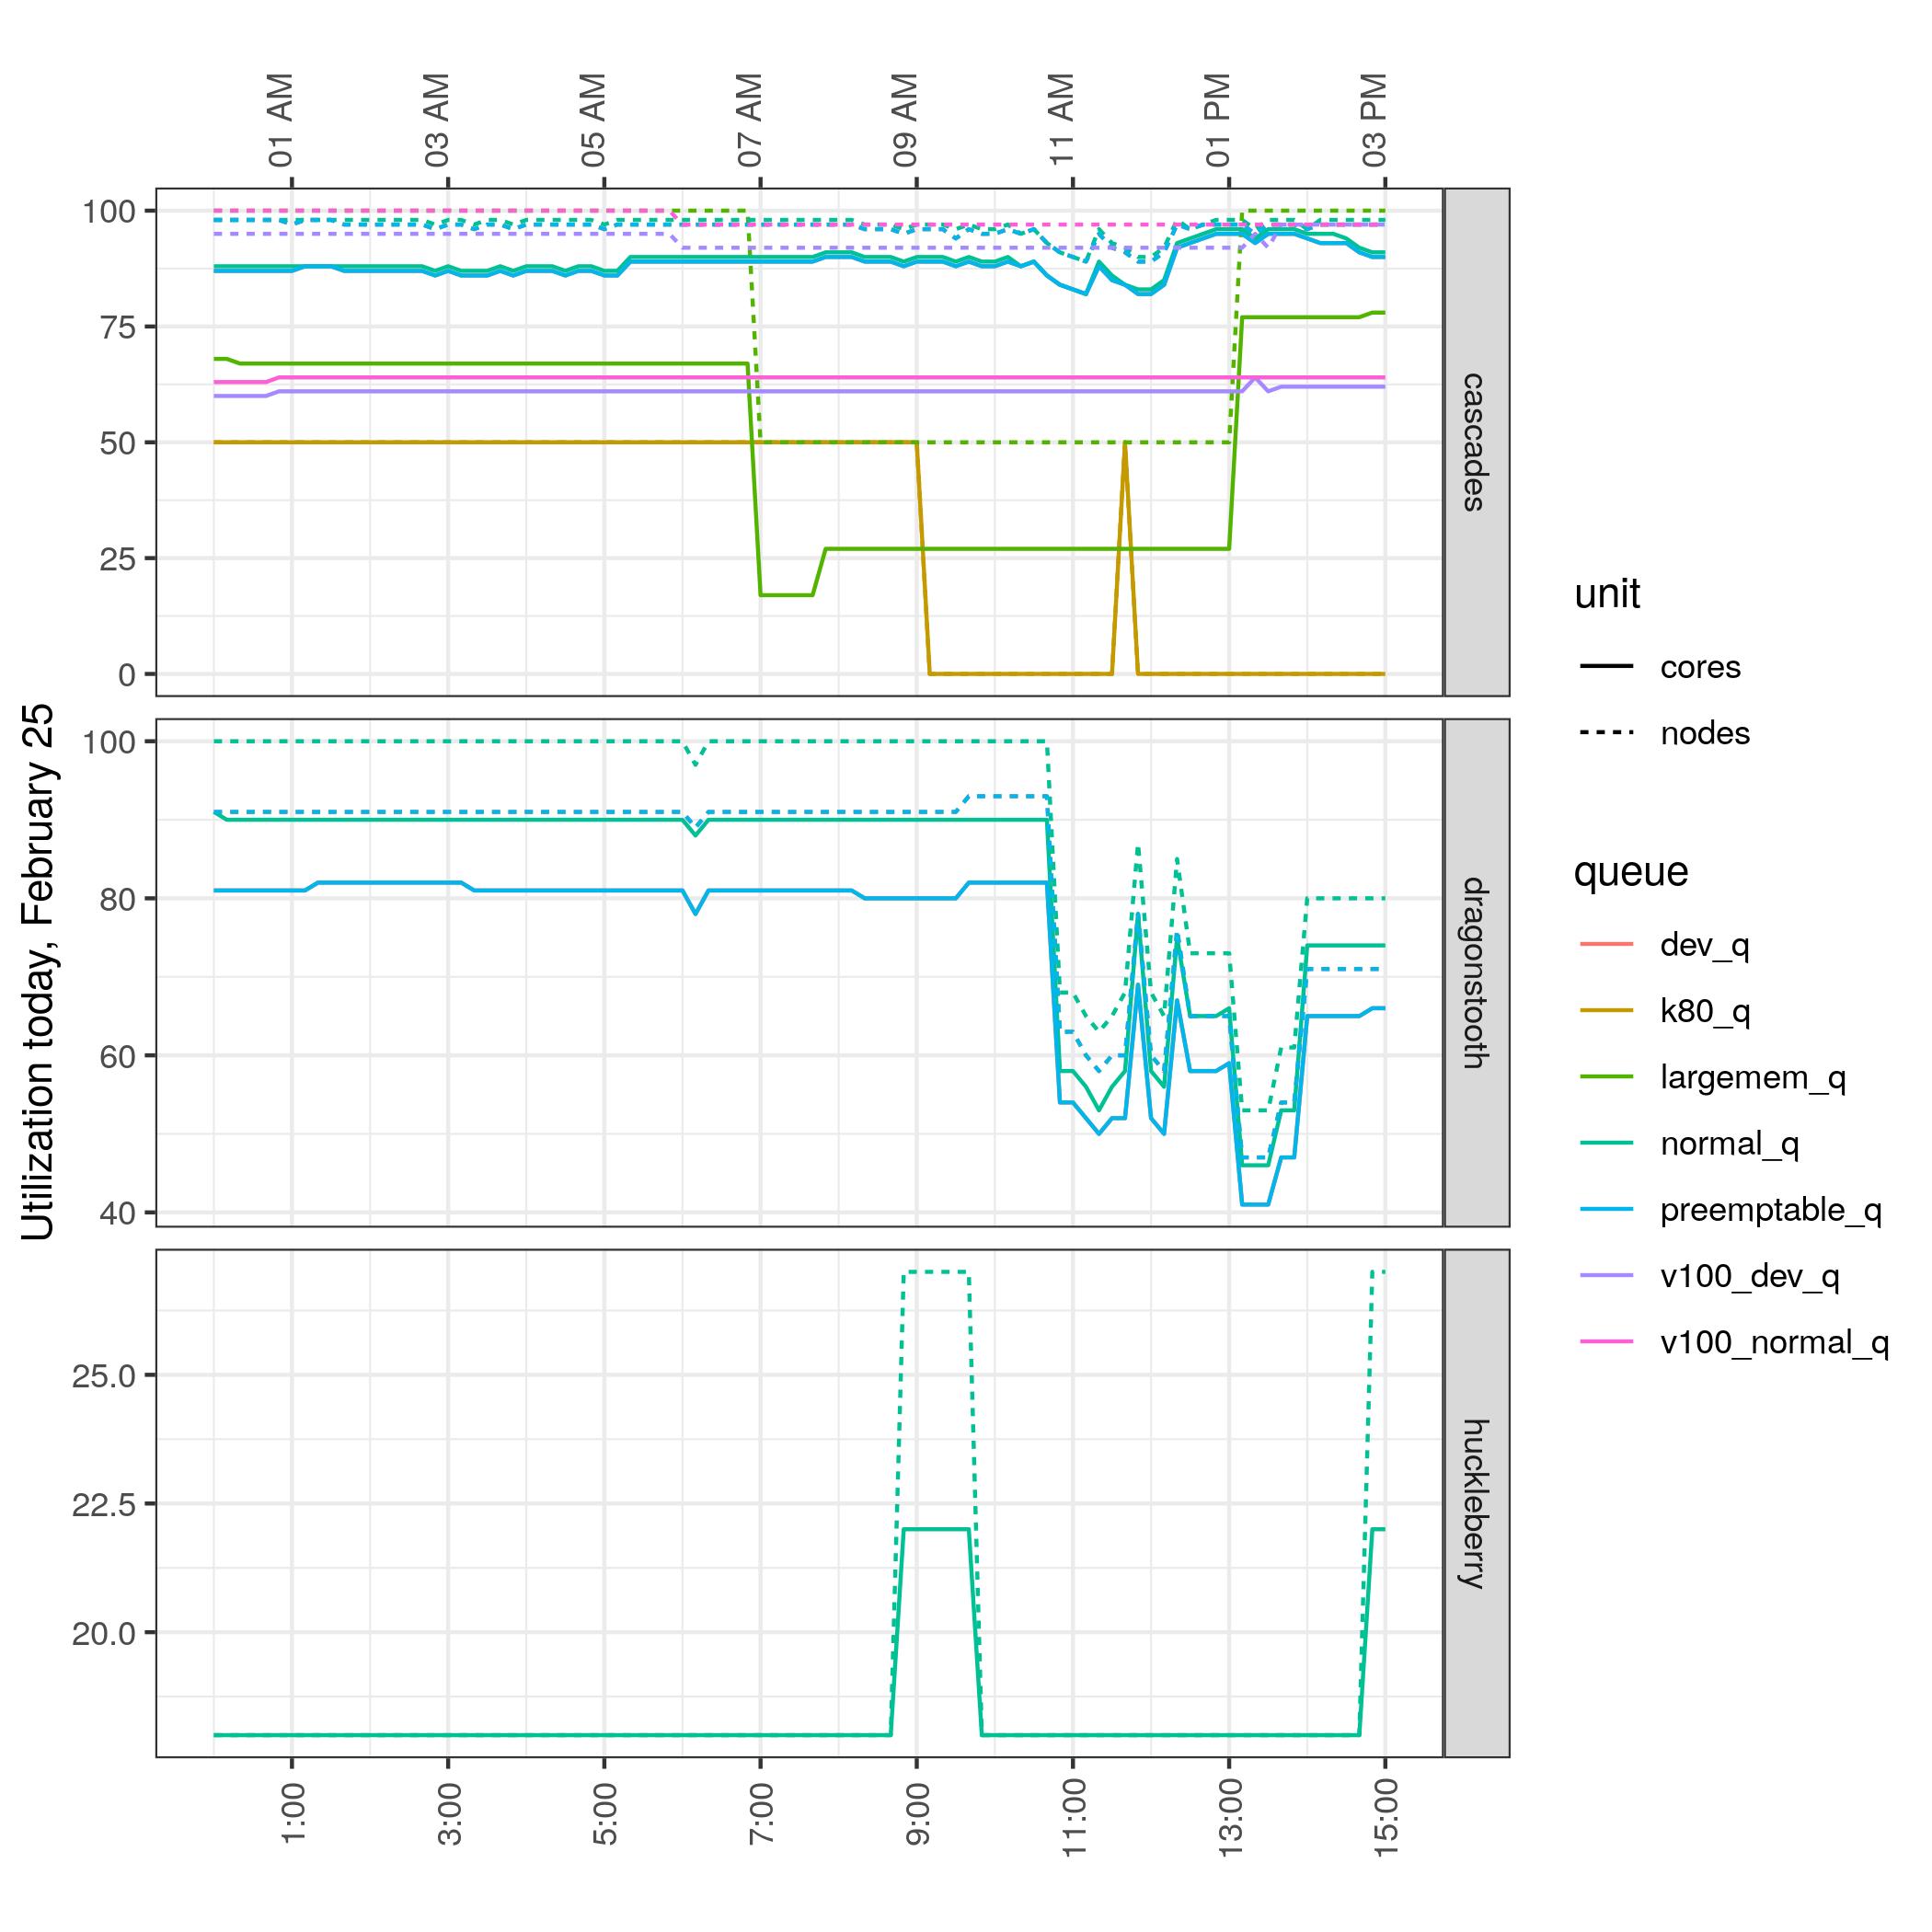 01 AM
03 AM
05 AM
07 AM
09 AM
11 AM
01 PM
03 PM
Utilization today, February 25
100
75
50
25
0
cascades
100
80
60
40
dragonstooth
25.0
22.5
20.0
huckleberry
1:00
3:00
5:00
7:00
9:00
11:00
13:00
15:00
unit
cores
nodes
queue
dev_q
k80_q
largemem_q
normal_q
preemptable_q
v100_dev_q
v100_normal_q